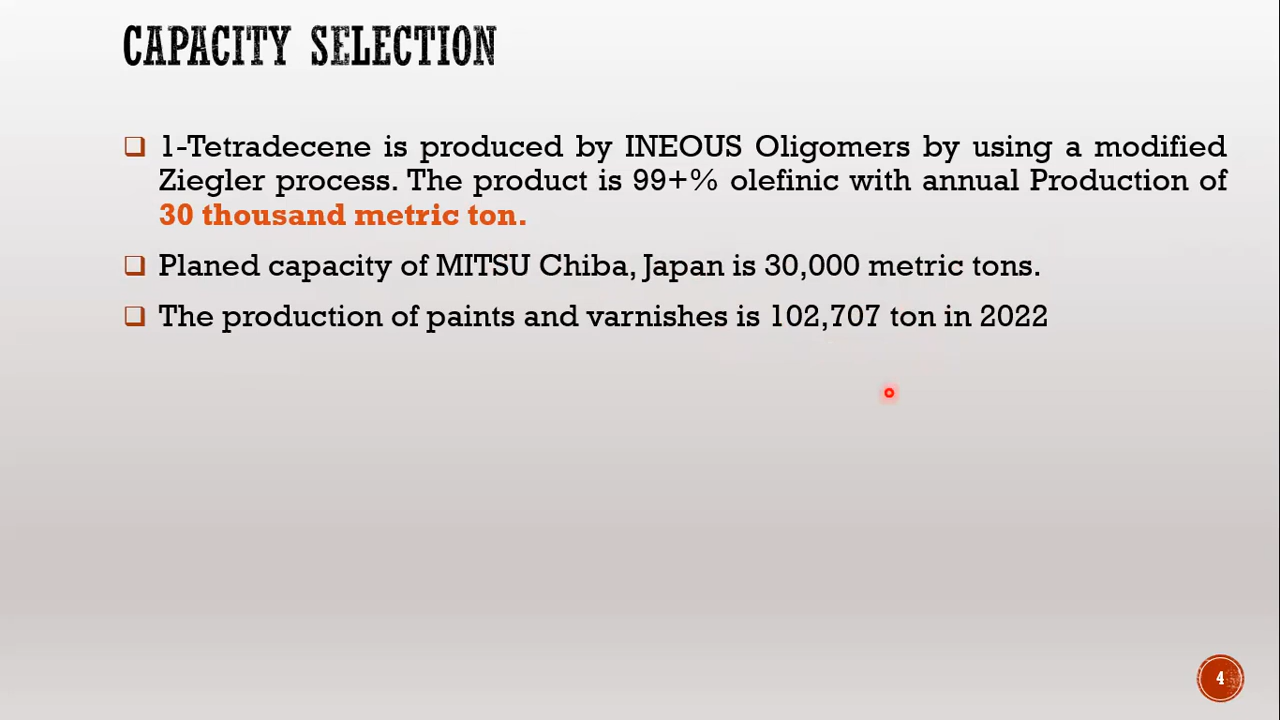 CAPACITY SELECTION
1-Tetradecene is produced by INEOUS Oligomers by using a modified
Ziegler process. The product is 99+% olefinic with annual Production of
30 thousand metric ton.
Planed capacity of MITSU Chiba, Japan is 30,000 metric tons.
The production of paints and varnishes is 102,707 ton in 2022
4